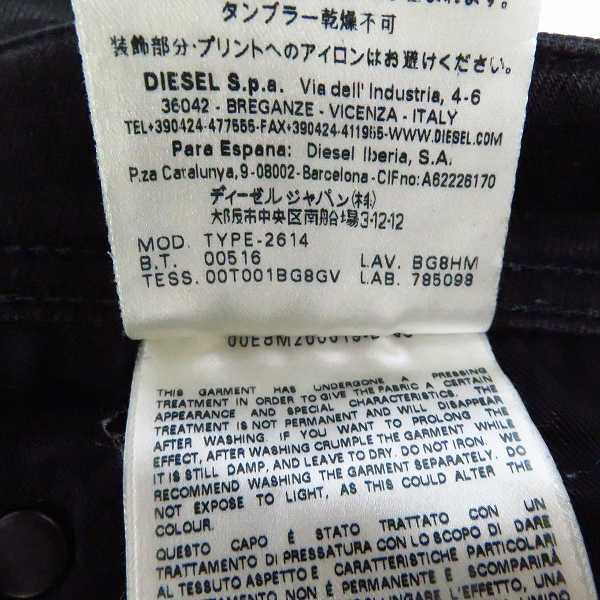 タンブラー乾燥不可
装飾部分・プリントへのアイロンはお避けください。
DIESEL S.p.a. Via dell' Industria, 4-6
36042 - BREGANZE - VICENZA - ITALY
TEL+390424-477555-FAX+390424-411955-WWW.DIESEL.COM
Para Espana: Diesel Iberia, S.A.
P.za Catalunya,9-08002-Barcelona-CIFno:A62226170
ディーゼル ジャパン(株)
大阪市中央区南船場3-12-12
MOD. TYPE-2614
B.T. 00516 LAV. BG8HM
TESS. 00T001BG8GV LAB. 785098
THIS GARMENT HAS UNDERGONE A PRESSING
TREATMENT IN ORDER TO GIVE THE FABRIC A CERTAIN
APPEARANCE AND SPECIAL CHARACTERISTICS. THE
TREATMENT IS NOT PERMANENT AND WILL DISAPPEAR
AFTER WASHING. IF YOU WANT TO PROLONG THE
EFFECT, AFTER WASHING CRUMPLE THE GARMENT WHILE
IT IS STILL DAMP, AND LEAVE TO DRY. DO NOT IRON. WE
RECOMMEND WASHING THE GARMENT SEPARATELY. DO
NOT EXPOSE TO LIGHT, AS THIS COULD ALTER THE
COLOUR.
QUESTO CAPO É STATO TRATTATO CON UN
TRATTAMENTO DI PRESSATURA CON LO SCOPO DI DARE
AL TESSUTO ASPETTO E CARATTERISTICHE PARTICOLARI
TRATTAMENTO NON É PERMANENTE E
LUNGARE L'EFFETTO, UNA
UMIDO